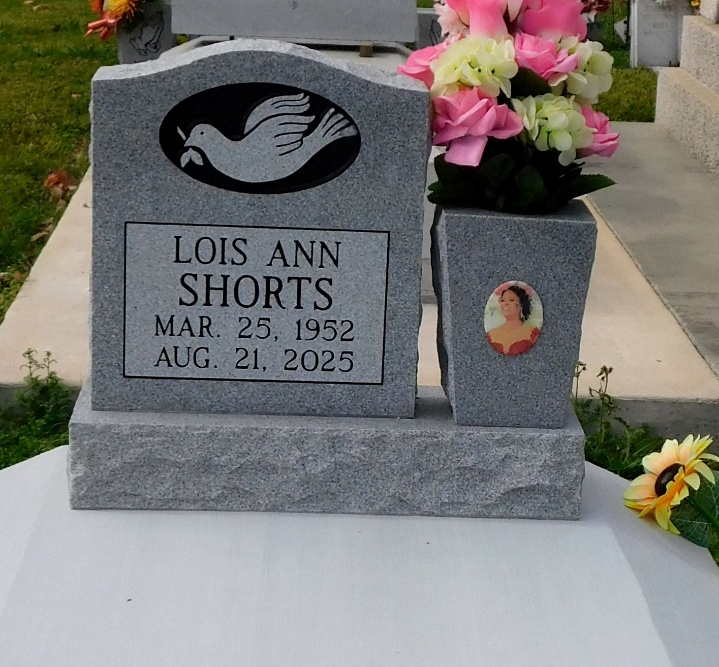 LOIS ANN
SHORTS
MAR. 25, 1952
AUG. 21, 2025